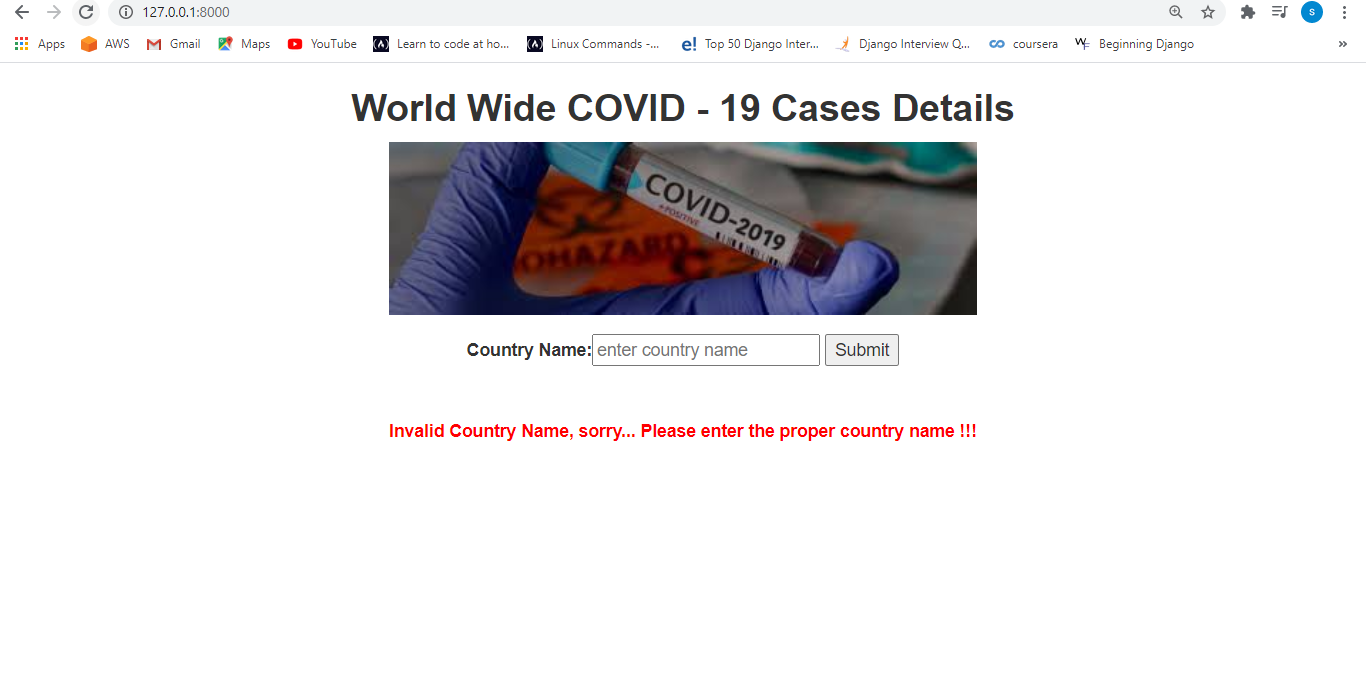 127.0.0.1:8000
S
Apps AWS Gmail Maps YouTube Learn to code at ho... Linux Commands -... Top 50 Django Inter... Django Interview Q... coursera Beginning Django »
World Wide COVID - 19 Cases Details
COVID-2019
+POSITIVE
OHAZARD
Country Name: enter country name Submit
Invalid Country Name, sorry... Please enter the proper country name !!!